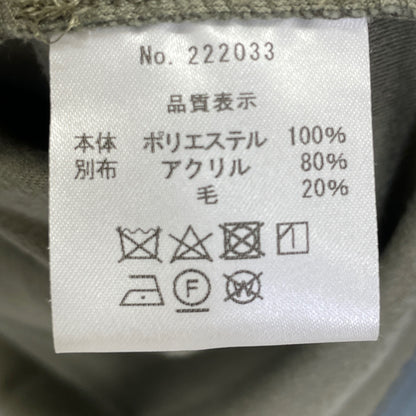 No. 222033
品質表示
本体 ポリエステル 100%
別布 アクリル 80%
毛 20%
F W